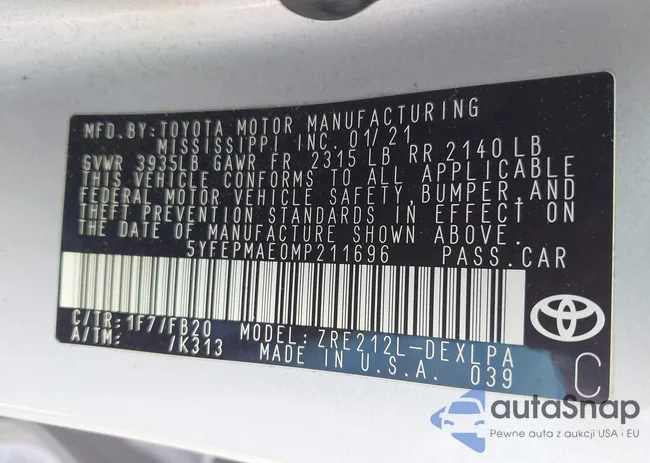 MFD.BY:TOYOTA MOTOR MANUFACTURING
MISSISSIPPI INC. 01/21
GVWR 3935LB GAWR FR 2315 LB RR 2140 LB
THIS VEHICLE CONFORMS TO ALL APPLICABLE
FEDERAL MOTOR VEHICLE SAFETY,BUMPER,AND
THEFT PREVENTION STANDARDS IN EFFECT ON
THE DATE OF MANUFACTURE SHOWN ABOVE.
5YFEPMAE0MP211696 PASS.CAR
C/TR:1F7/FB20 MODEL:ZRE212L-DEXLPA
A/TM: /K313 MADE IN U.S.A. 039
C
autaSnap
Pewne auta z aukcji USA i EU